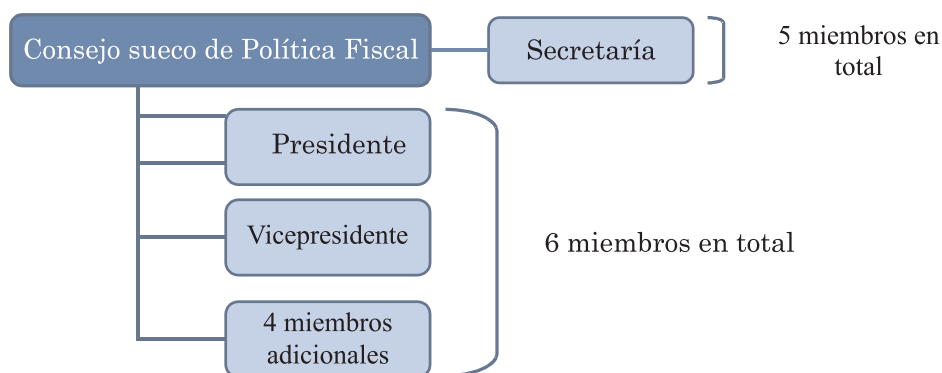 Consejo sueco de Política Fiscal
Secretaría
5 miembros en
total
Presidente
Vicepresidente
6 miembros en total
4 miembros
adicionales